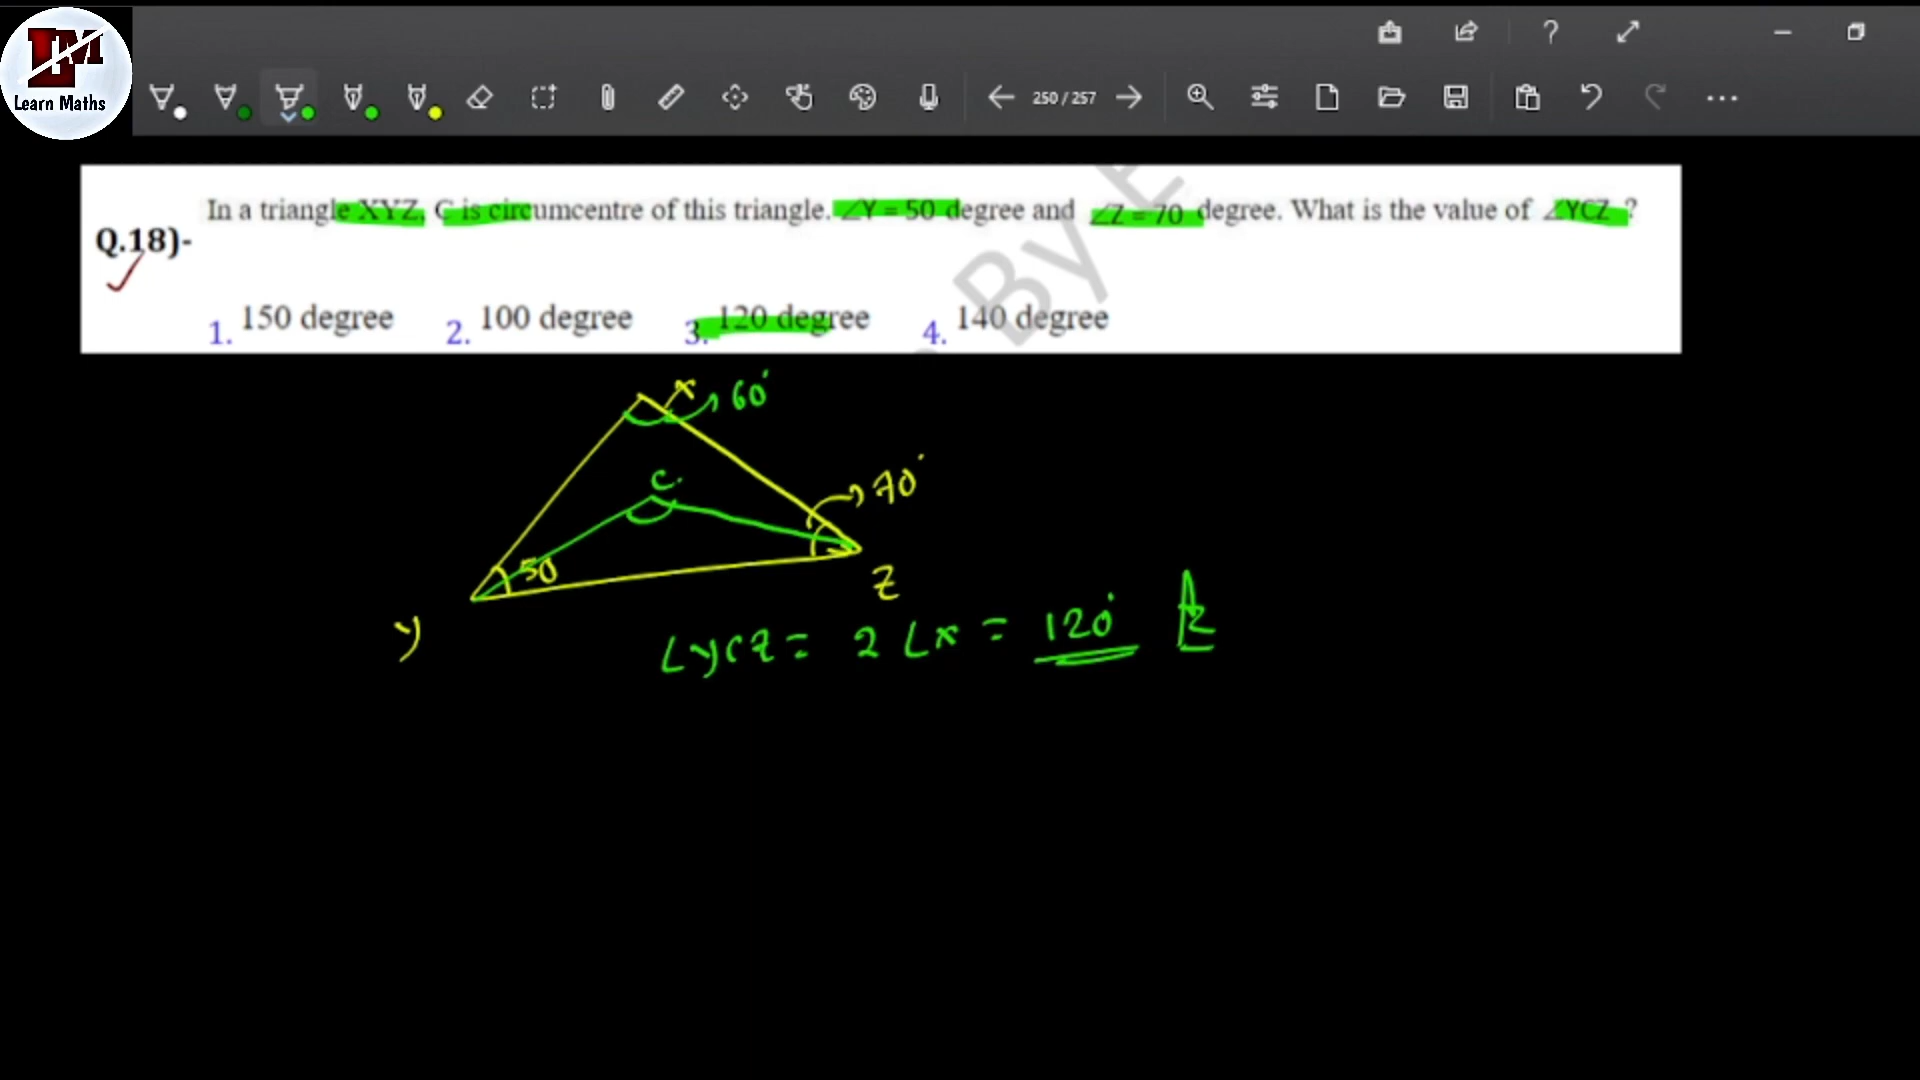 LM
Learn Maths
250 / 257
In a triangle XYZ, C is circumcentre of this triangle. ∠Y = 50 degree and ∠Z = 70 degree. What is the value of ∠YCZ ?
Q.18)-
1. 150 degree 2. 100 degree 3. 120 degree 4. 140 degree
By E
x 60°
C.
70°
50
Z
y
∠YCZ = 2 ∠x = 120°